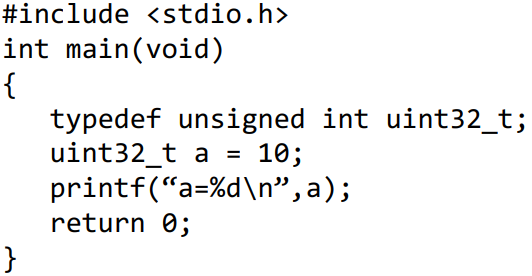 #include <stdio.h>
int main(void)
{
   typedef unsigned int uint32_t;
   uint32_t a = 10;
   printf(“a=%d\n”,a);
   return 0;
}